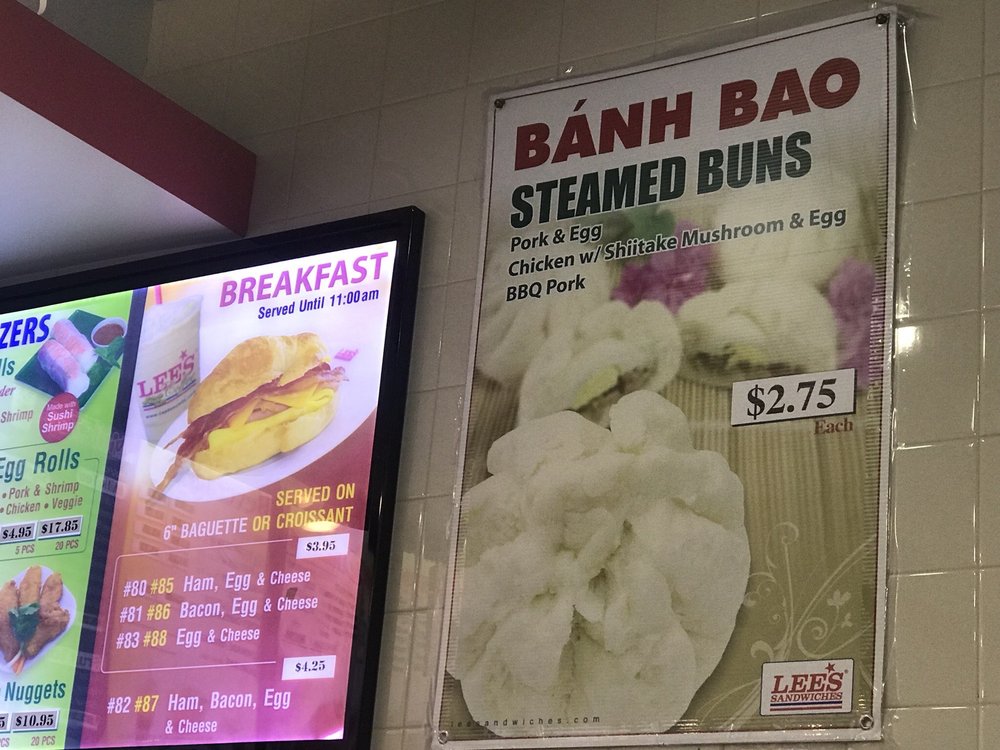 ZERS
Shrimp
Made with
Sushi
Shrimp
Egg Rolls
• Pork & Shrimp
• Chicken • Veggie
$4.95 $17.85
5 PCS 20 PCS
Nuggets
$10.95
20 PCS
BREAKFAST
Served Until 11:00am
LEE'S
SERVED ON
6" BAGUETTE OR CROISSANT
$3.95
#80 #85 Ham, Egg & Cheese
#81 #86 Bacon, Egg & Cheese
#83 #88 Egg & Cheese
$4.25
#82 #87 Ham, Bacon, Egg
& Cheese
BÁNH BAO
STEAMED BUNS
Pork & Egg
Chicken w/ Shiitake Mushroom & Egg
BBQ Pork
$2.75
Each
LEE'S
SANDWICHES
leesandwiches.com